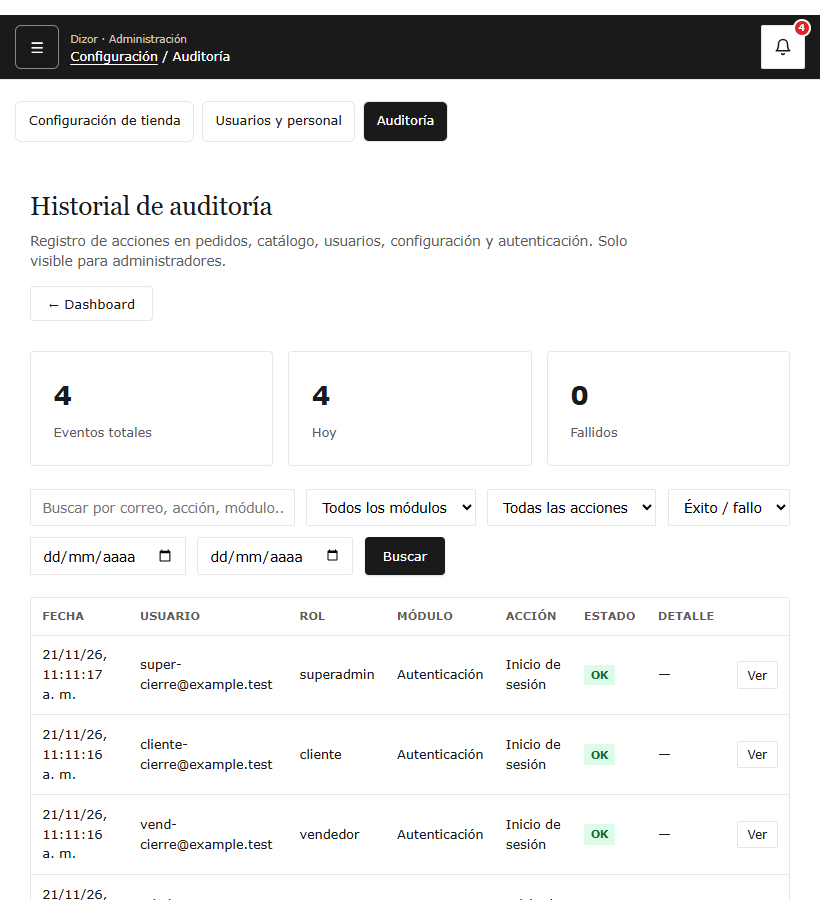 ☰
Dizor · Administración
Configuración / Auditoría
4
Configuración de tienda
Usuarios y personal
Auditoría
Historial de auditoría
Registro de acciones en pedidos, catálogo, usuarios, configuración y autenticación. Solo
visible para administradores.
← Dashboard
4
Eventos totales
4
Hoy
0
Fallidos
Buscar por correo, acción, módulo..
Todos los módulos
Todas las acciones
Éxito / fallo
dd/mm/aaaa
dd/mm/aaaa
Buscar
FECHA USUARIO ROL MÓDULO ACCIÓN ESTADO DETALLE
21/11/26,
11:11:17
a. m.
super-
cierre@example.test
superadmin
Autenticación
Inicio de
sesión
OK
—
Ver
21/11/26,
11:11:16
a. m.
cliente-
cierre@example.test
cliente
Autenticación
Inicio de
sesión
OK
—
Ver
21/11/26,
11:11:16
a. m.
vend-
cierre@example.test
vendedor
Autenticación
Inicio de
sesión
OK
—
Ver
21/11/26,